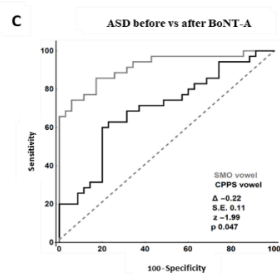 C
ASD before vs after BoNT-A
100
80
60
40
20
0
Sensitivity
SMO vowel
CPPS vowel
Δ −0.22
S.E. 0.11
z −1.99
p 0.047
0 20 40 60 80 100
100-Specificity